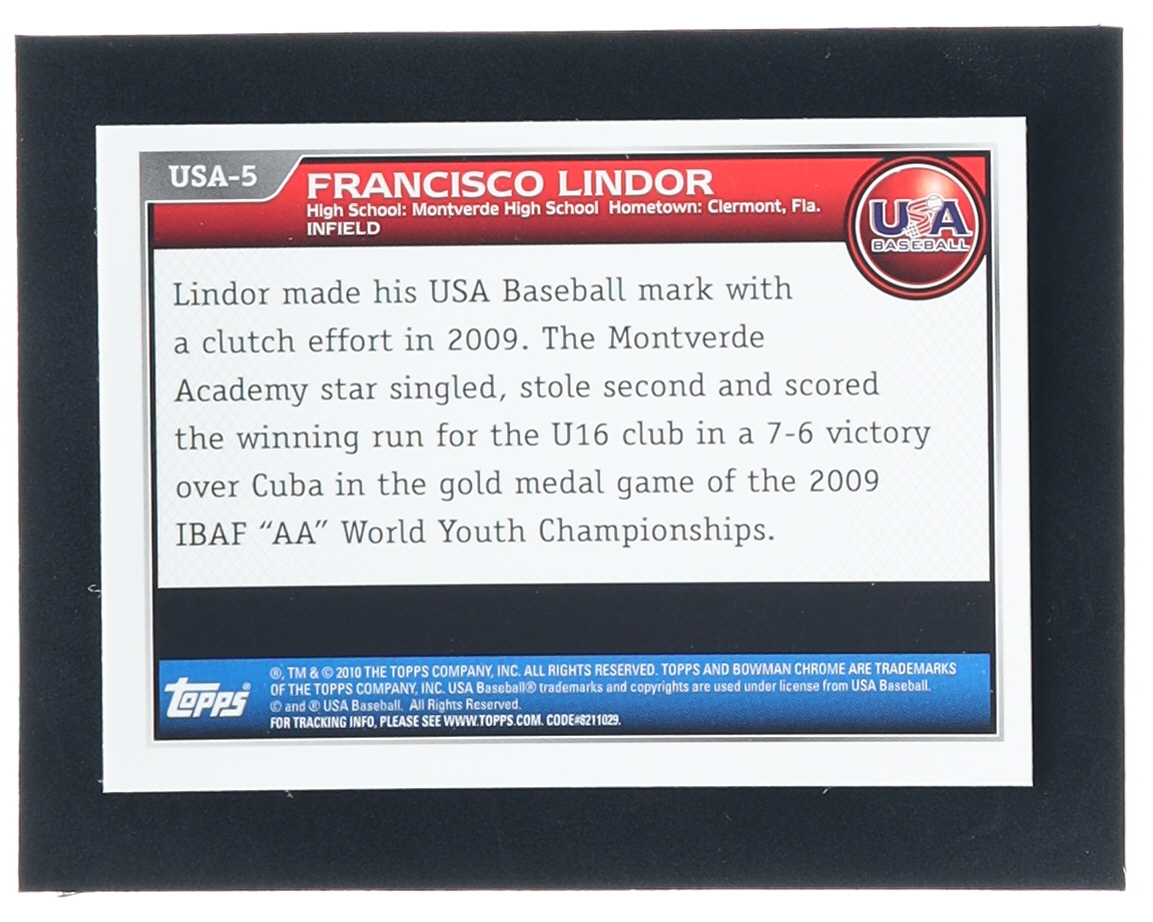 USA-5
FRANCISCO LINDOR
High School: Montverde High School Hometown: Clermont, Fla.
INFIELD
USA
BASEBALL
Lindor made his USA Baseball mark with
a clutch effort in 2009. The Montverde
Academy star singled, stole second and scored
the winning run for the U16 club in a 7-6 victory
over Cuba in the gold medal game of the 2009
IBAF “AA” World Youth Championships.
topps®
®, TM & © 2010 THE TOPPS COMPANY, INC. ALL RIGHTS RESERVED. TOPPS AND BOWMAN CHROME ARE TRADEMARKS
OF THE TOPPS COMPANY, INC. USA Baseball® trademarks and copyrights are used under license from USA Baseball.
© and ® USA Baseball. All Rights Reserved.
FOR TRACKING INFO, PLEASE SEE WWW.TOPPS.COM. CODE#6211029.